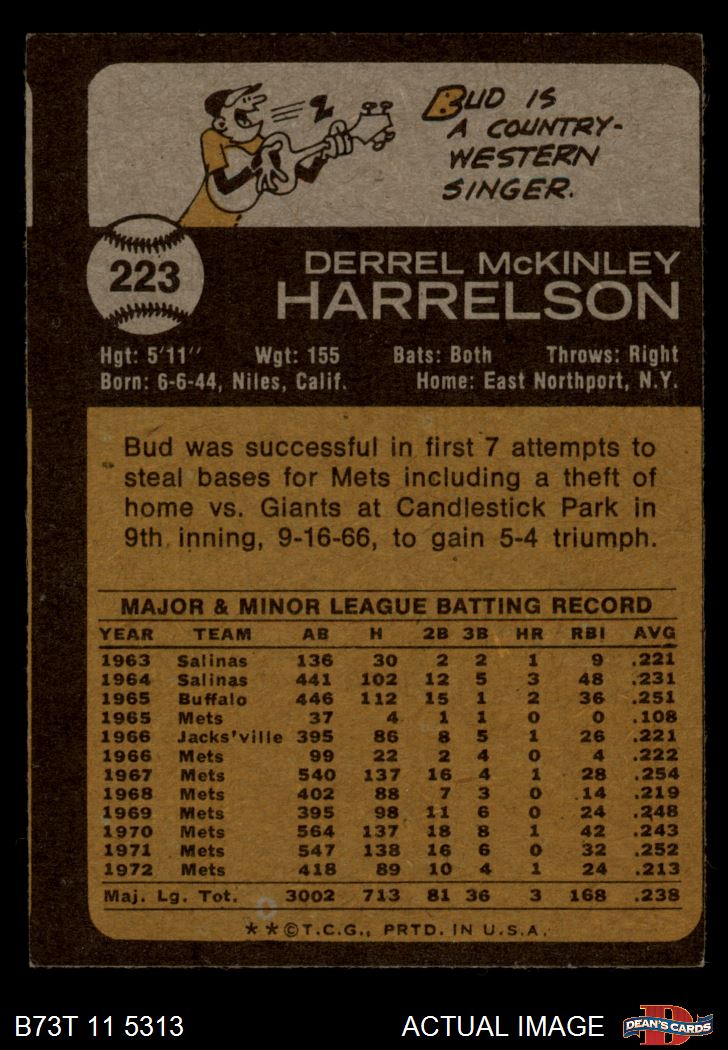 BUD IS
A COUNTRY-
WESTERN
SINGER.
223
DERREL McKINLEY
HARRELSON
Hgt: 5'11" Wgt: 155 Bats: Both Throws: Right
Born: 6-6-44, Niles, Calif. Home: East Northport, N.Y.
Bud was successful in first 7 attempts to
steal bases for Mets including a theft of
home vs. Giants at Candlestick Park in
9th inning, 9-16-66, to gain 5-4 triumph.
MAJOR & MINOR LEAGUE BATTING RECORD
YEAR TEAM AB H 2B 3B HR RBI AVG
1963 Salinas 136 30 2 2 1 9 .221
1964 Salinas 441 102 12 5 3 48 .231
1965 Buffalo 446 112 15 1 2 36 .251
1965 Mets 37 4 1 1 0 0 .108
1966 Jacks'ville 395 86 8 5 1 26 .221
1966 Mets 99 22 2 4 0 4 .222
1967 Mets 540 137 16 4 1 28 .254
1968 Mets 402 88 7 3 0 14 .219
1969 Mets 395 98 11 6 0 24 .248
1970 Mets 564 137 18 8 1 42 .243
1971 Mets 547 138 16 6 0 32 .252
1972 Mets 418 89 10 4 1 24 .213
Maj. Lg. Tot. 3002 713 81 36 3 168 .238
**©T.C.G., PRTD. IN U.S.A.
B73T 11 5313 ACTUAL IMAGE
D
DEAN'S CARDS